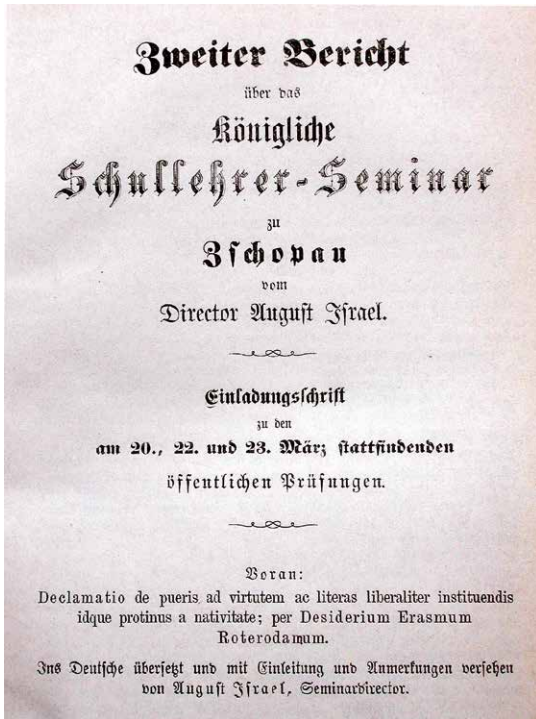 Zweiter Bericht
über das
Königliche
Schullehrer-Seminar
zu
Zschopau
vom
Director August Israel.
Einladungsschrift
zu den
am 20., 22. und 23. März stattfindenden
öffentlichen Prüfungen.
Voran:
Declamatio de pueris ad virtutem ac literas liberaliter instituendis
idque protinus a nativitate; per Desiderium Erasmum
Roterodamum.
Ins Deutsche übersetzt und mit Einleitung und Anmerkungen versehen
von August Israel, Seminardirector.